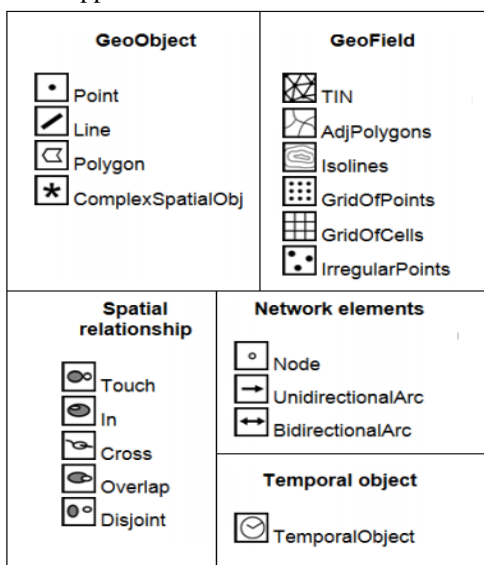 GeoObject
Point
Line
Polygon
ComplexSpatialObj
GeoField
TIN
AdjPolygons
Isolines
GridOfPoints
GridOfCells
IrregularPoints
Spatial
relationship
Touch
In
Cross
Overlap
Disjoint
Network elements
Node
UnidirectionalArc
BidirectionalArc
Temporal object
TemporalObject